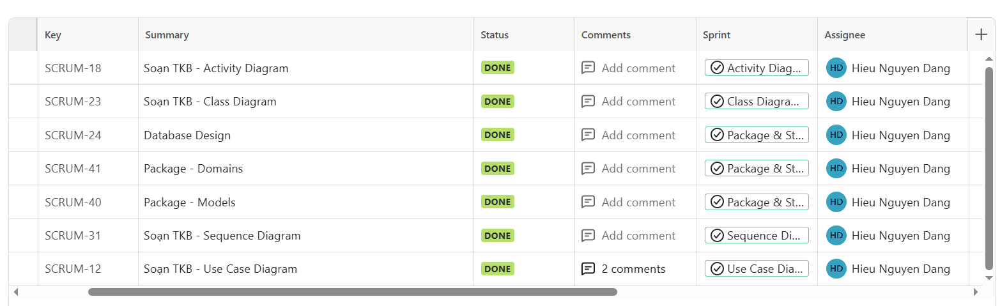 Key Summary Status Comments Sprint Assignee
SCRUM-18 Soạn TKB - Activity Diagram DONE Add comment Activity Diag... HD Hieu Nguyen Dang
SCRUM-23 Soạn TKB - Class Diagram DONE Add comment Class Diagra... HD Hieu Nguyen Dang
SCRUM-24 Database Design DONE Add comment Package & St... HD Hieu Nguyen Dang
SCRUM-41 Package - Domains DONE Add comment Package & St... HD Hieu Nguyen Dang
SCRUM-40 Package - Models DONE Add comment Package & St... HD Hieu Nguyen Dang
SCRUM-31 Soạn TKB - Sequence Diagram DONE Add comment Sequence Di... HD Hieu Nguyen Dang
SCRUM-12 Soạn TKB - Use Case Diagram DONE 2 comments Use Case Dia... HD Hieu Nguyen Dang